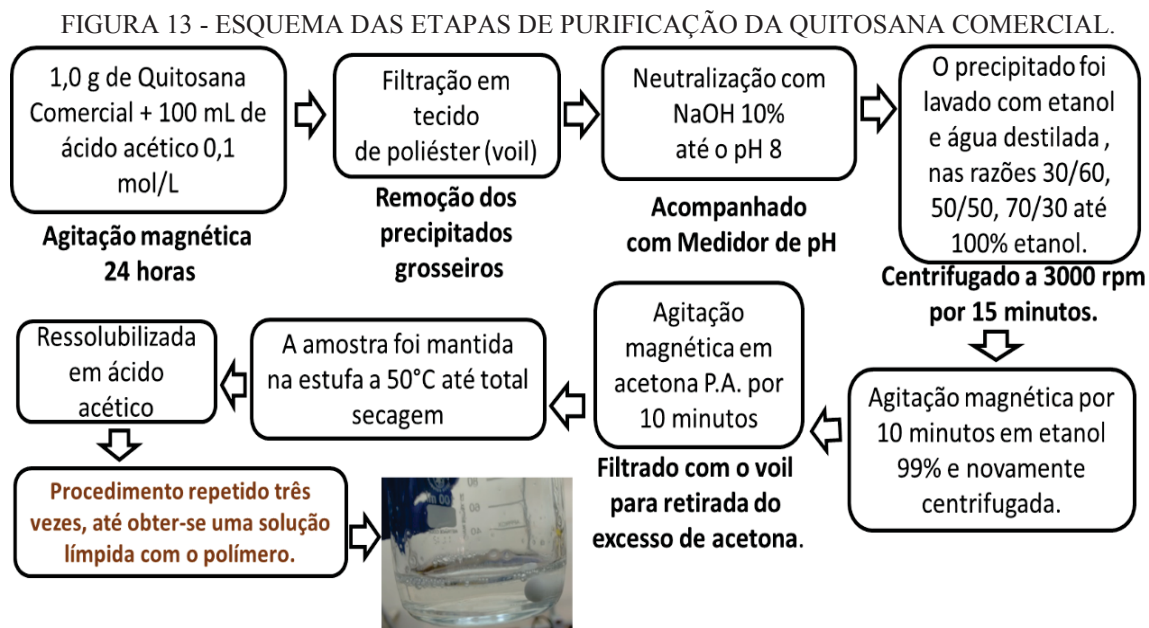 FIGURA 13 - ESQUEMA DAS ETAPAS DE PURIFICAÇÃO DA QUITOSANA COMERCIAL.
1,0 g de Quitosana
Comercial + 100 mL de
ácido acético 0,1
mol/L
Agitação magnética
24 horas
Filtração em
tecido
de poliéster (voil)
Remoção dos
precipitados
grosseiros
Neutralização com
NaOH 10%
até o pH 8
Acompanhado
com Medidor de pH
O precipitado foi
lavado com etanol
e água destilada ,
nas razões 30/60,
50/50, 70/30 até
100% etanol.
Centrifugado a 3000 rpm
por 15 minutos.
Agitação magnética por
10 minutos em etanol
99% e novamente
centrifugada.
Agitação
magnética em
acetona P.A. por
10 minutos
Filtrado com o voil
para retirada do
excesso de acetona.
A amostra foi mantida
na estufa a 50°C até total
secagem
Ressolubilizada
em ácido
acético
Procedimento repetido três
vezes, até obter-se uma solução
límpida com o polímero.
60